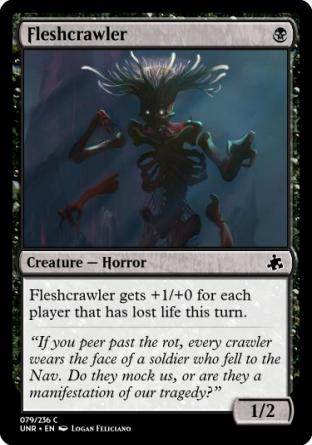 Fleshcrawler
Creature — Horror
Fleshcrawler gets +1/+0 for each
player that has lost life this turn.
“If you peer past the rot, every crawler
wears the face of a soldier who fell to the
Nav. Do they mock us, or are they a
manifestation of our tragedy?”
1/2
079/236 C
UNR • EN Logan Feliciano